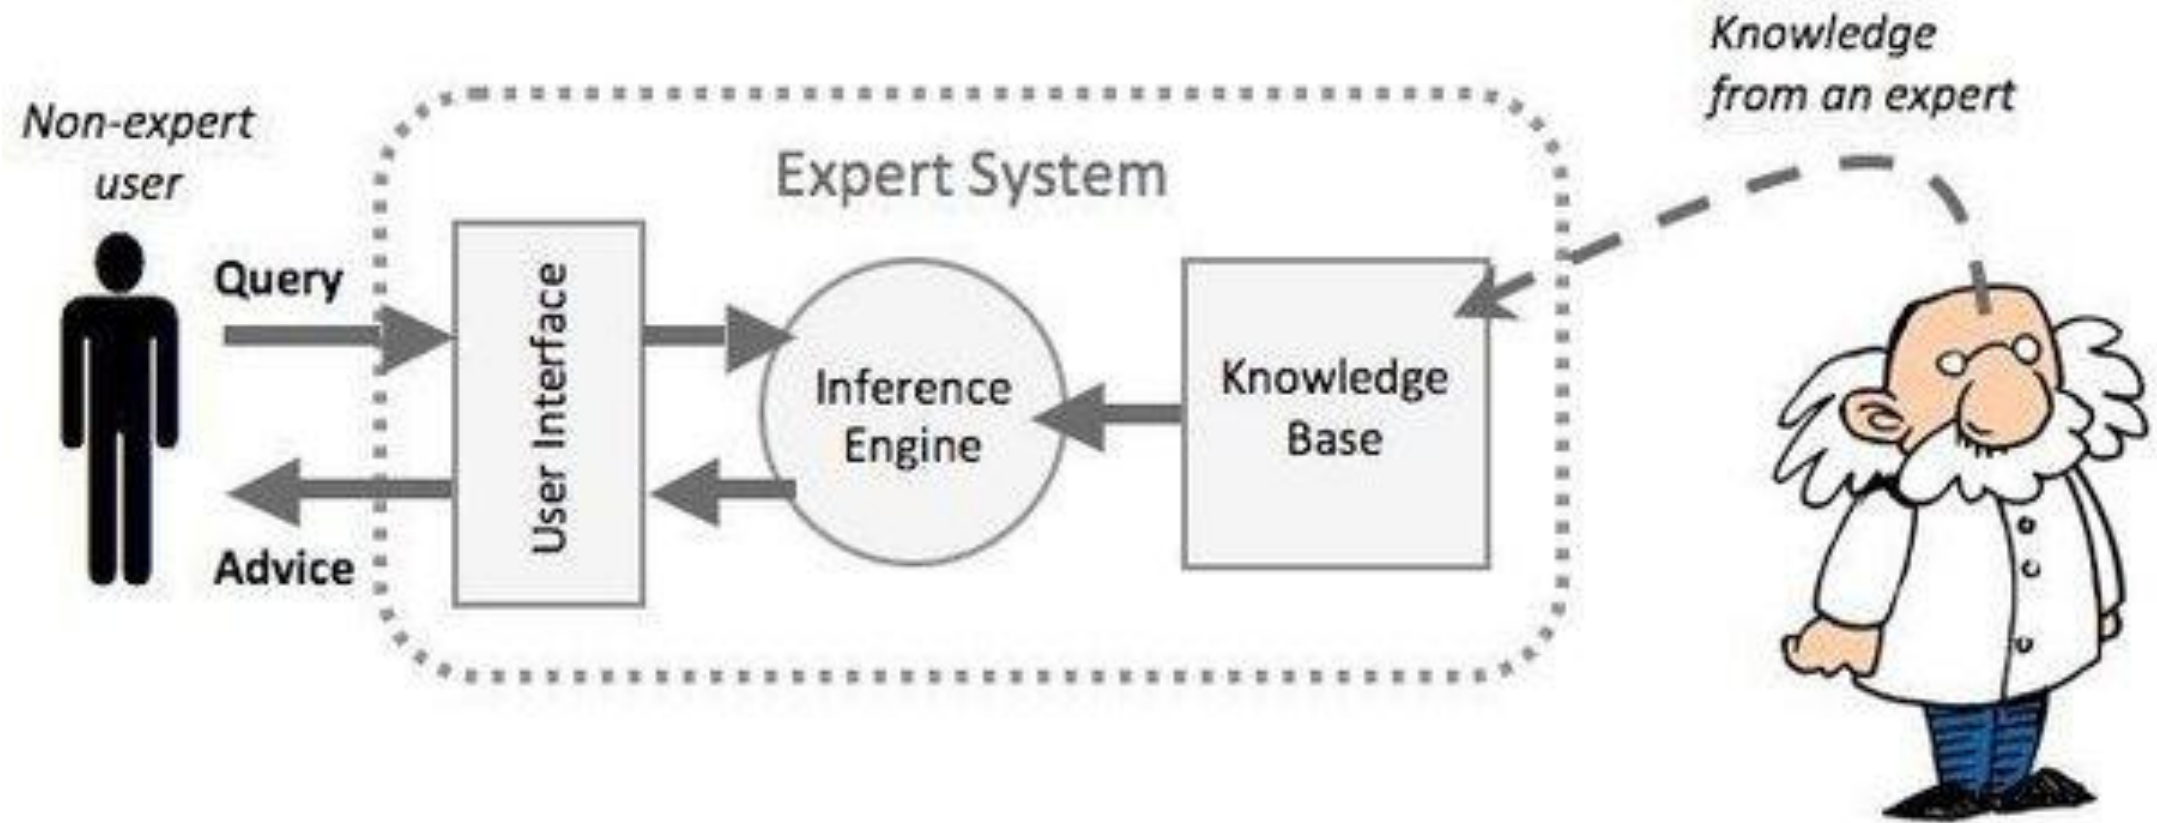 Knowledge
from an expert
Non-expert
user
Expert System
Query
User Interface
Inference
Engine
Knowledge
Base
Advice